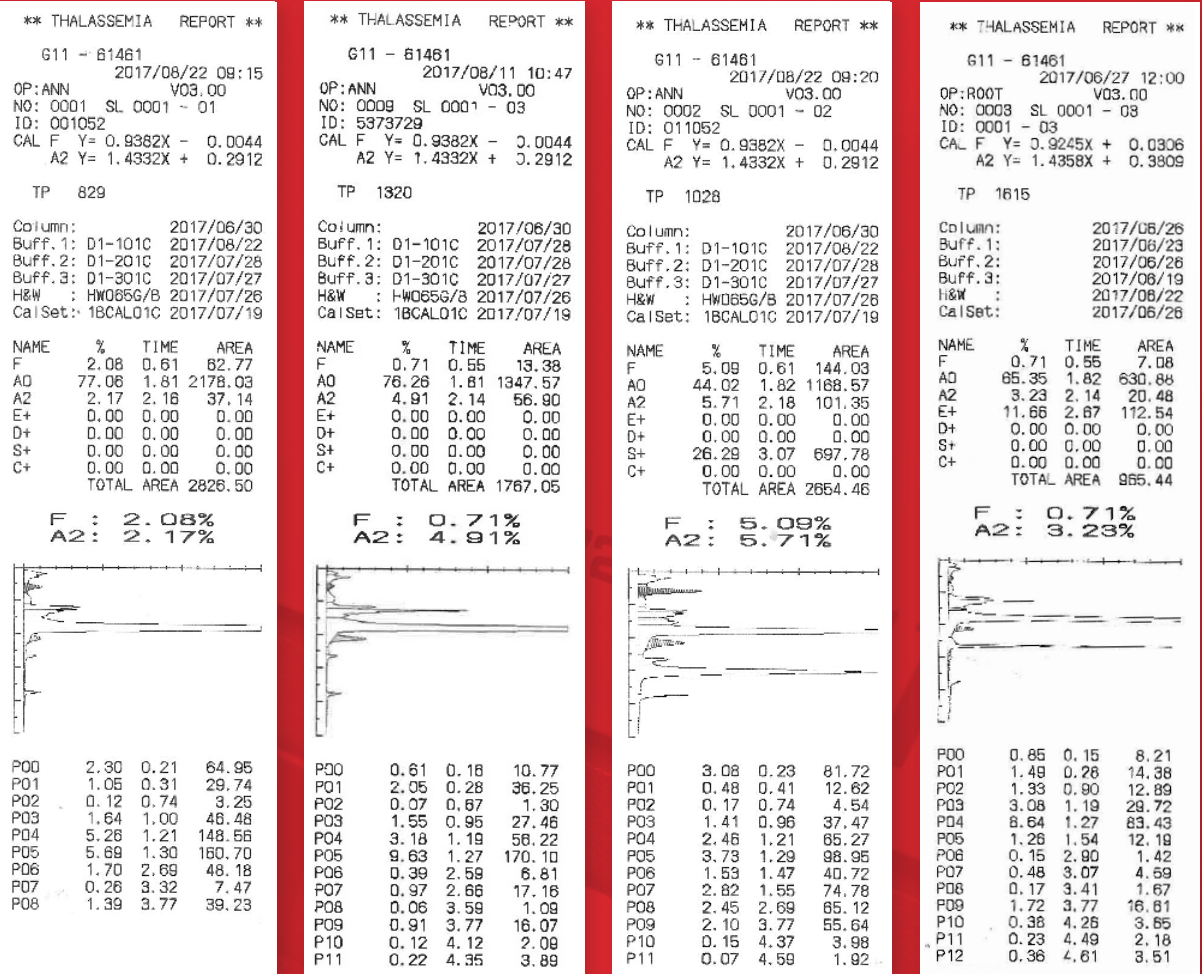 ** THALASSEMIA REPORT **
G11 - 61461
2017/08/22 09:15
OP:ANN V03.00
NO: 0001 SL 0001 - 01
ID: 001052
CAL F Y= 0.9382X - 0.0044
A2 Y= 1.4332X + 0.2912
TP 829
Column: 2017/06/30
Buff.1: D1-101C 2017/08/22
Buff.2: D1-201C 2017/07/28
Buff.3: D1-301C 2017/07/27
H&W : HW065G/B 2017/07/26
CalSet: 1BCAL01C 2017/07/19
NAME % TIME AREA
F 2.08 0.61 62.77
A0 77.06 1.81 2178.03
A2 2.17 2.16 37.14
E+ 0.00 0.00 0.00
D+ 0.00 0.00 0.00
S+ 0.00 0.00 0.00
C+ 0.00 0.00 0.00
TOTAL AREA 2826.50
F : 2.08%
A2: 2.17%
P00 2.30 0.21 64.95
P01 1.05 0.31 29.74
P02 0.12 0.74 3.25
P03 1.64 1.00 46.48
P04 5.26 1.21 148.56
P05 5.69 1.30 160.70
P06 1.70 2.69 48.18
P07 0.26 3.32 7.47
P08 1.39 3.77 39.23
** THALASSEMIA REPORT **
G11 - 61461
2017/08/11 10:47
OP:ANN V03.00
NO: 0009 SL 0001 - 03
ID: 5373729
CAL F Y= 0.9382X - 0.0044
A2 Y= 1.4332X + 0.2912
TP 1320
Column: 2017/06/30
Buff.1: D1-101C 2017/07/28
Buff.2: D1-201C 2017/07/28
Buff.3: D1-301C 2017/07/27
H&W : HW065G/B 2017/07/26
CalSet: 1BCAL01C 2017/07/19
NAME % TIME AREA
F 0.71 0.55 13.38
A0 76.26 1.81 1347.57
A2 4.91 2.14 56.90
E+ 0.00 0.00 0.00
D+ 0.00 0.00 0.00
S+ 0.00 0.00 0.00
C+ 0.00 0.00 0.00
TOTAL AREA 1767.05
F : 0.71%
A2: 4.91%
P00 0.61 0.16 10.77
P01 2.05 0.28 36.25
P02 0.07 0.67 1.30
P03 1.55 0.95 27.46
P04 3.18 1.19 56.22
P05 9.63 1.27 170.10
P06 0.39 2.59 6.81
P07 0.97 2.66 17.16
P08 0.06 3.59 1.09
P09 0.91 3.77 16.07
P10 0.12 4.12 2.09
P11 0.22 4.35 3.89
** THALASSEMIA REPORT **
G11 - 61461
2017/08/22 09:20
OP:ANN V03.00
NO: 0002 SL 0001 - 02
ID: 011052
CAL F Y= 0.9382X - 0.0044
A2 Y= 1.4332X + 0.2912
TP 1028
Column: 2017/06/30
Buff.1: D1-101C 2017/08/22
Buff.2: D1-201C 2017/07/28
Buff.3: D1-301C 2017/07/27
H&W : HW065G/B 2017/07/26
CalSet: 1BCAL01C 2017/07/19
NAME % TIME AREA
F 5.09 0.61 144.03
A0 44.02 1.82 1168.57
A2 5.71 2.18 101.35
E+ 0.00 0.00 0.00
D+ 0.00 0.00 0.00
S+ 26.29 3.07 697.78
C+ 0.00 0.00 0.00
TOTAL AREA 2654.46
F : 5.09%
A2: 5.71%
P00 3.08 0.23 81.72
P01 0.48 0.41 12.62
P02 0.17 0.74 4.54
P03 1.41 0.96 37.47
P04 2.46 1.21 65.27
P05 3.73 1.29 98.95
P06 1.53 1.47 40.72
P07 2.82 1.55 74.78
P08 2.45 2.69 65.12
P09 2.10 3.77 55.64
P10 0.15 4.37 3.98
P11 0.07 4.59 1.92
** THALASSEMIA REPORT **
G11 - 61461
2017/06/27 12:00
OP:ROOT V03.00
NO: 0003 SL 0001 - 03
ID: 0001 - 03
CAL F Y= 0.9245X + 0.0306
A2 Y= 1.4358X + 0.3809
TP 1615
Column: 2017/06/26
Buff.1: 2017/06/23
Buff.2: 2017/06/26
Buff.3: 2017/06/19
H&W : 2017/06/22
CalSet: 2017/06/26
NAME % TIME AREA
F 0.71 0.55 7.08
A0 65.35 1.82 630.88
A2 3.23 2.14 20.48
E+ 11.66 2.67 112.54
D+ 0.00 0.00 0.00
S+ 0.00 0.00 0.00
C+ 0.00 0.00 0.00
TOTAL AREA 965.44
F : 0.71%
A2: 3.23%
P00 0.85 0.15 8.21
P01 1.49 0.28 14.38
P02 1.33 0.90 12.89
P03 3.08 1.19 29.72
P04 8.64 1.27 83.43
P05 1.26 1.54 12.19
P06 0.15 2.90 1.42
P07 0.48 3.07 4.59
P08 0.17 3.41 1.67
P09 1.72 3.77 16.61
P10 0.38 4.26 3.65
P11 0.23 4.49 2.18
P12 0.36 4.61 3.51